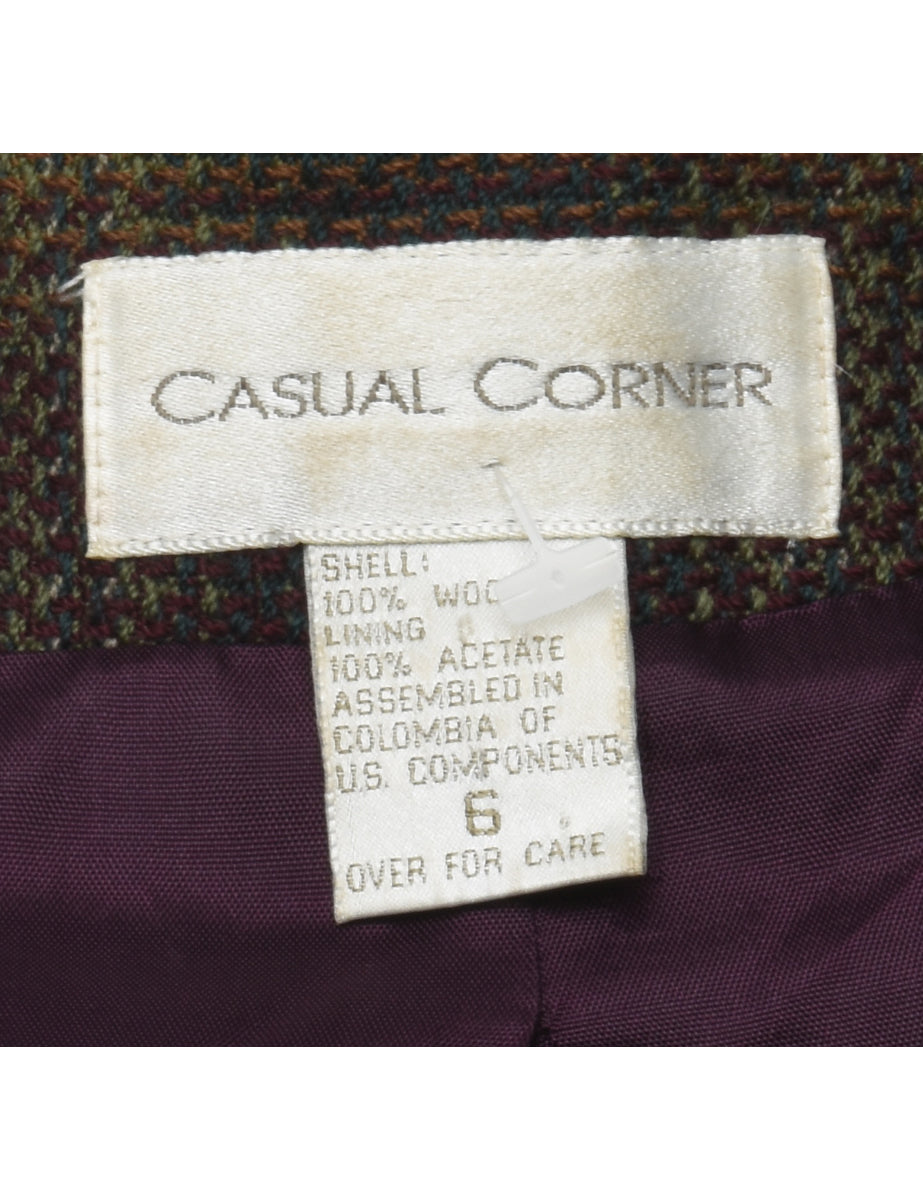 CASUAL CORNER
SHELL:
100% WOO
LINING
100% ACETATE
ASSEMBLED IN
COLOMBIA OF
U.S. COMPONENTS
6
OVER FOR CARE